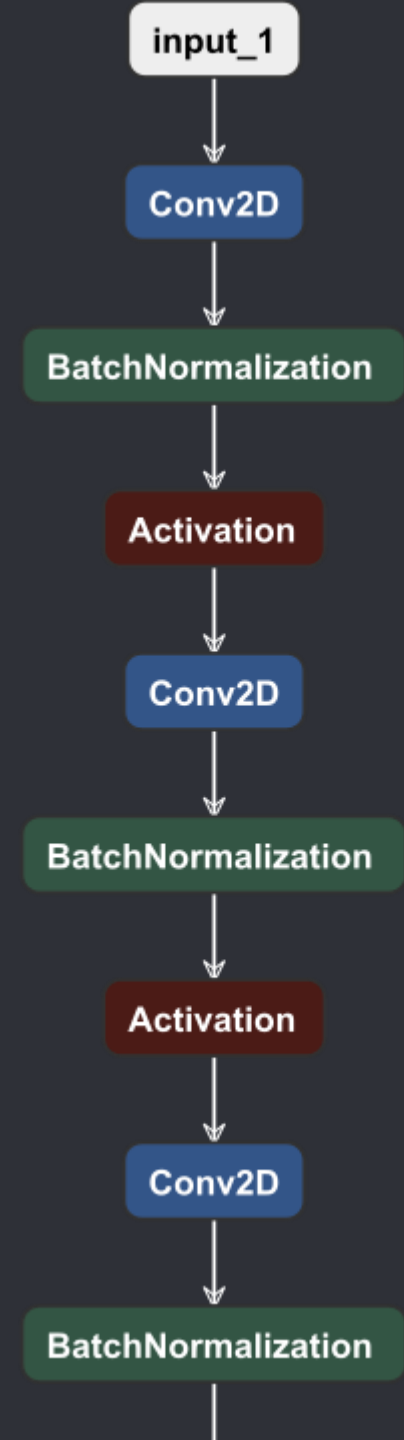 input_1
Conv2D
BatchNormalization
Activation
Conv2D
BatchNormalization
Activation
Conv2D
BatchNormalization